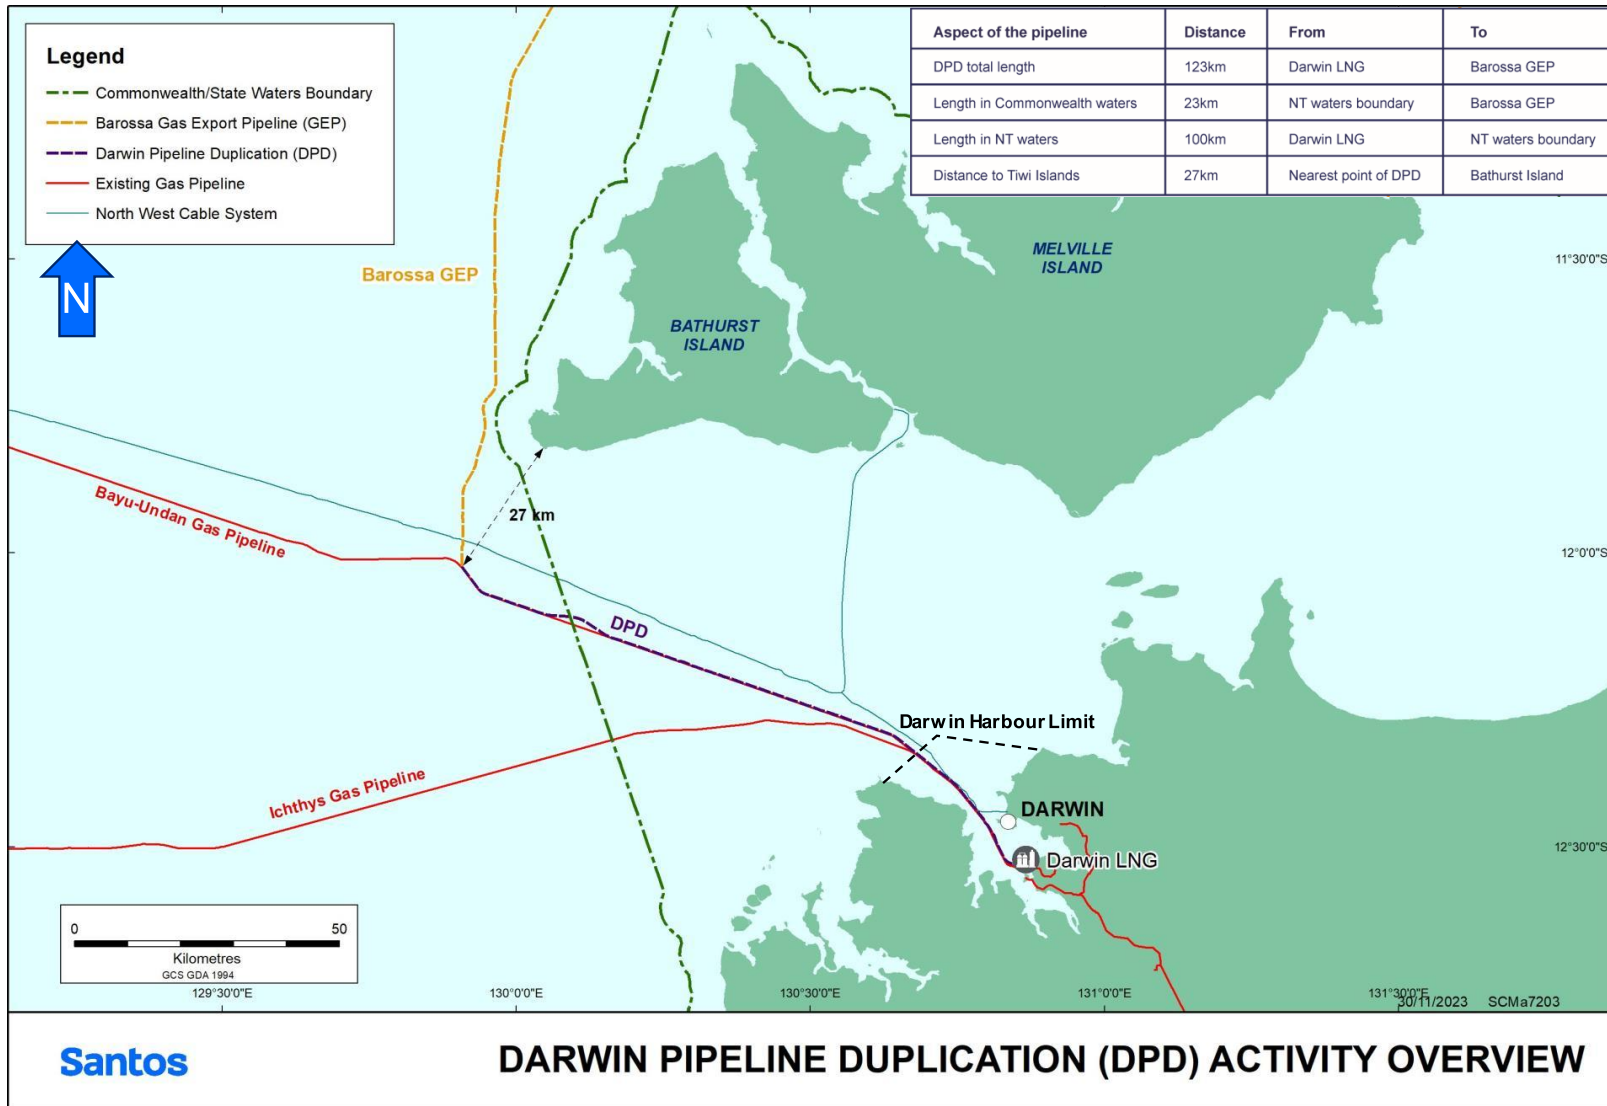 Legend
Commonwealth/State Waters Boundary
Barossa Gas Export Pipeline (GEP)
Darwin Pipeline Duplication (DPD)
Existing Gas Pipeline
North West Cable System
N
Aspect of the pipeline Distance From To
DPD total length 123km Darwin LNG Barossa GEP
Length in Commonwealth waters 23km NT waters boundary Barossa GEP
Length in NT waters 100km Darwin LNG NT waters boundary
Distance to Tiwi Islands 27km Nearest point of DPD Bathurst Island
MELVILLE
ISLAND
11°30'0"S
Barossa GEP
BATHURST
ISLAND
Bayu-Undan Gas Pipeline
27 km
12°0'0"S
DPD
Darwin Harbour Limit
Ichthys Gas Pipeline
DARWIN
12°30'0"S
Darwin LNG
0 50
Kilometres
GCS GDA 1994
129°30'0"E 130°0'0"E 130°30'0"E 131°0'0"E 131°30'0"E
30/11/2023 SCMa7203
Santos
DARWIN PIPELINE DUPLICATION (DPD) ACTIVITY OVERVIEW